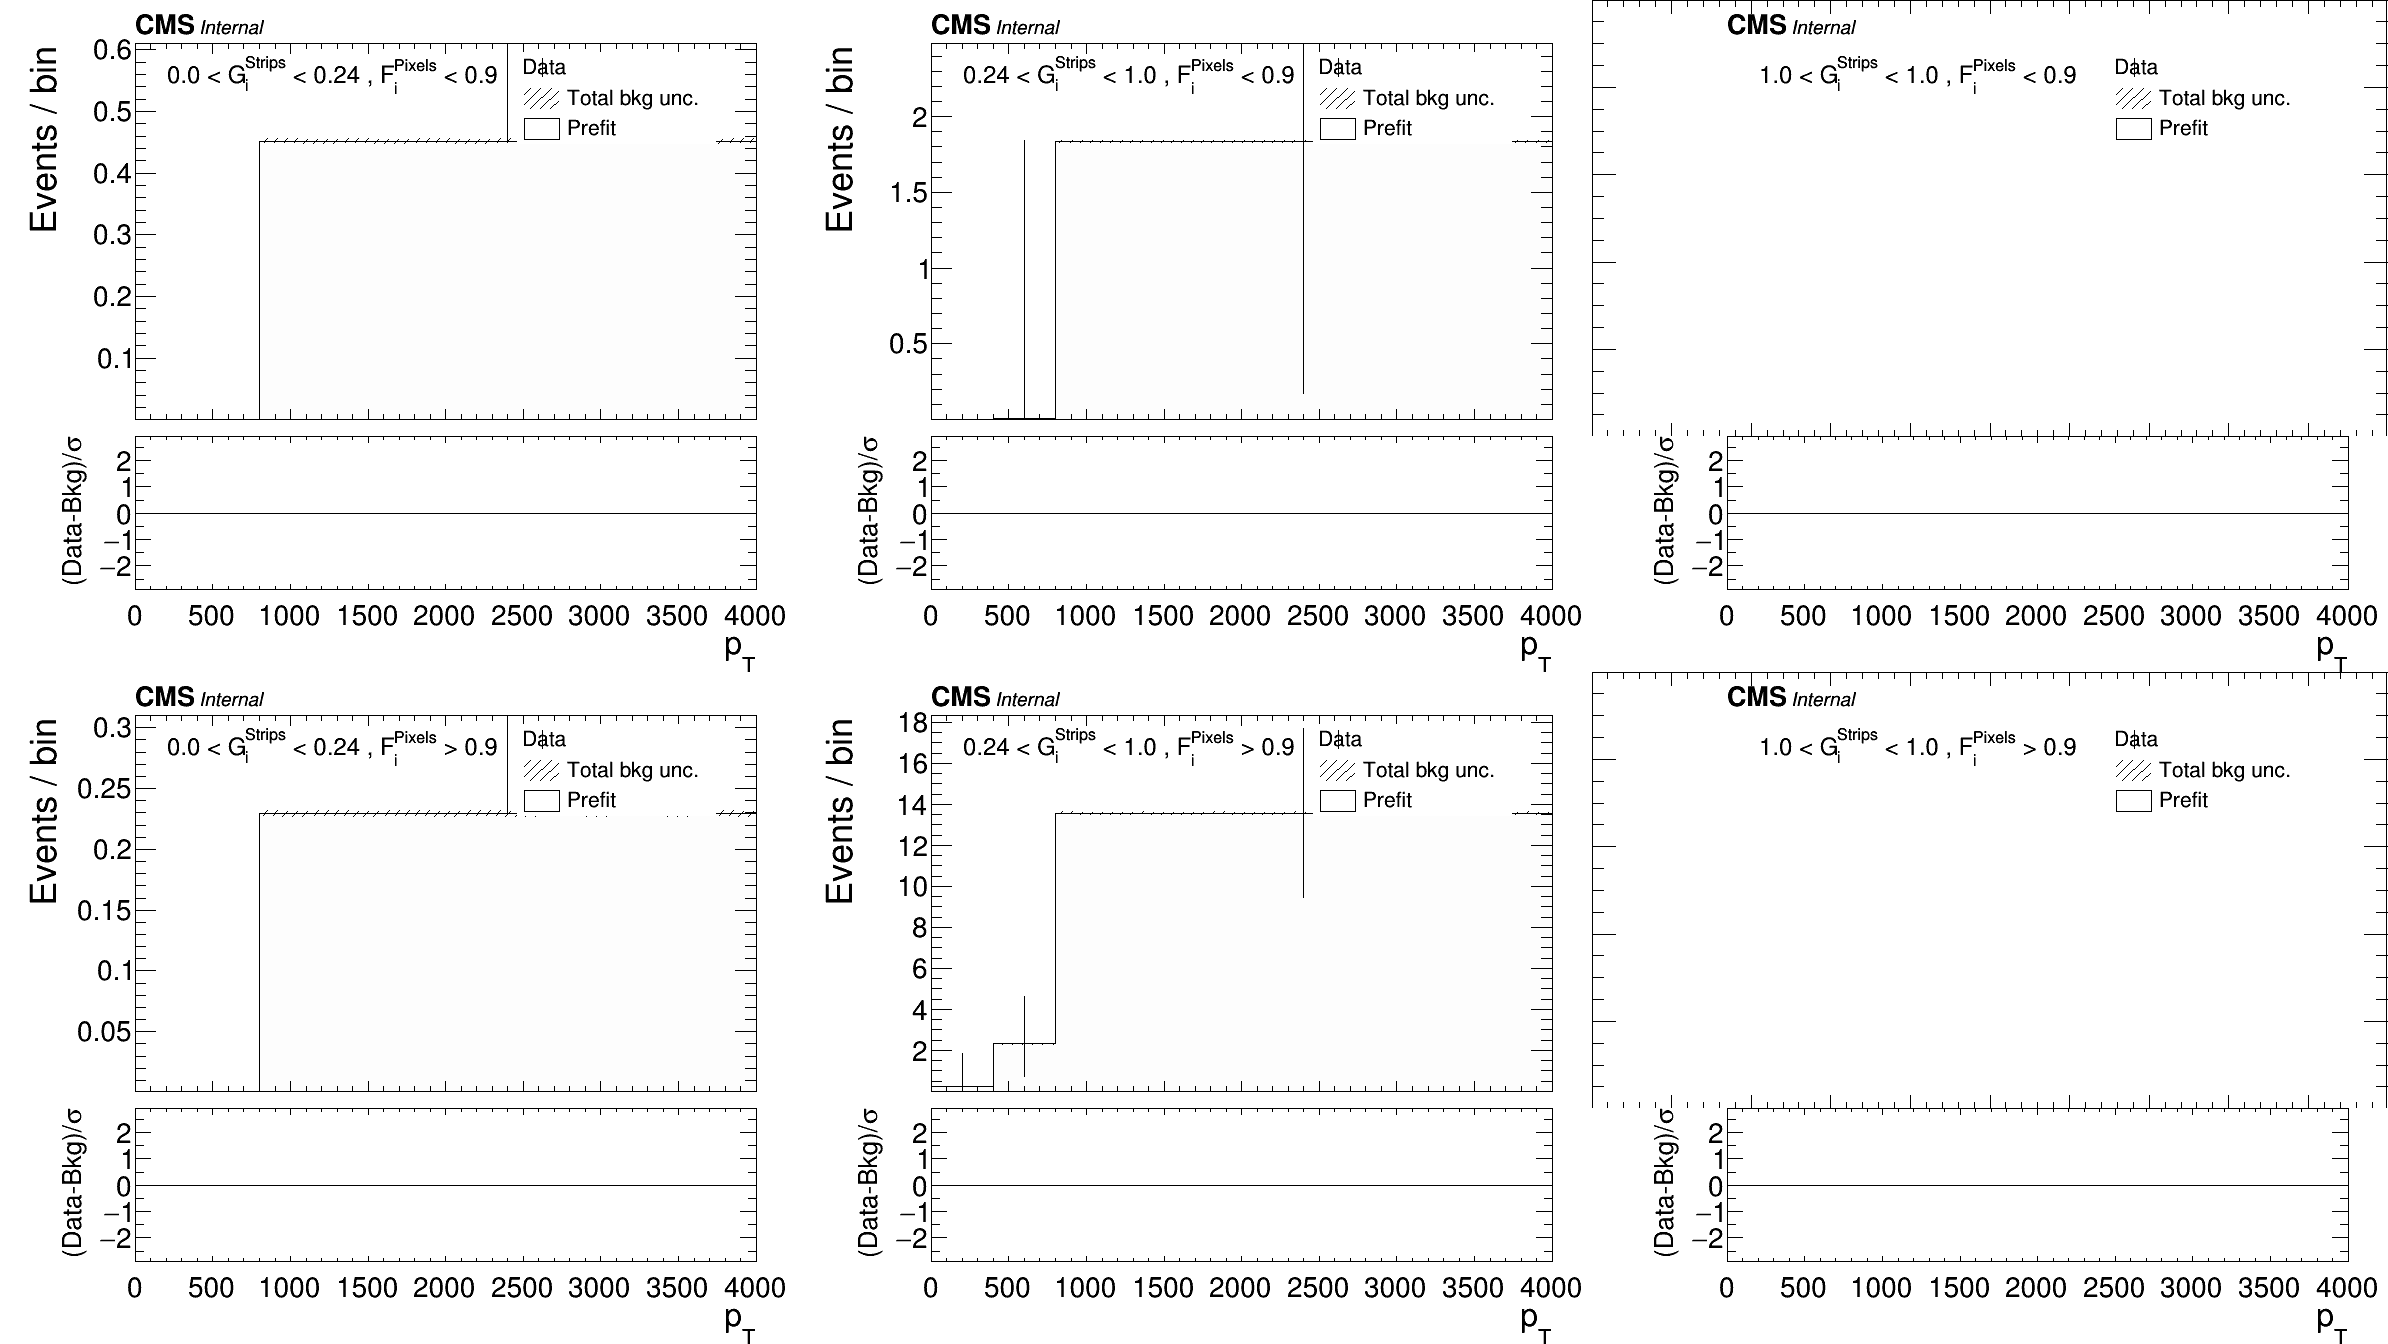 CMS Internal
Events / bin
0.0 < G_i^Strips < 0.24 , F_i^Pixels < 0.9
Data
Total bkg unc.
Prefit
0.6
0.5
0.4
0.3
0.2
0.1
(Data-Bkg)/σ
2
1
0
−1
−2
0 500 1000 1500 2000 2500 3000 3500 4000
p_T
CMS Internal
Events / bin
0.24 < G_i^Strips < 1.0 , F_i^Pixels < 0.9
Data
Total bkg unc.
Prefit
2
1.5
1
0.5
(Data-Bkg)/σ
2
1
0
−1
−2
0 500 1000 1500 2000 2500 3000 3500 4000
p_T
CMS Internal
1.0 < G_i^Strips < 1.0 , F_i^Pixels < 0.9
Data
Total bkg unc.
Prefit
(Data-Bkg)/σ
2
1
0
−1
−2
0 500 1000 1500 2000 2500 3000 3500 4000
p_T
CMS Internal
Events / bin
0.0 < G_i^Strips < 0.24 , F_i^Pixels > 0.9
Data
Total bkg unc.
Prefit
0.3
0.25
0.2
0.15
0.1
0.05
(Data-Bkg)/σ
2
1
0
−1
−2
0 500 1000 1500 2000 2500 3000 3500 4000
p_T
CMS Internal
Events / bin
0.24 < G_i^Strips < 1.0 , F_i^Pixels > 0.9
Data
Total bkg unc.
Prefit
18
16
14
12
10
8
6
4
2
(Data-Bkg)/σ
2
1
0
−1
−2
0 500 1000 1500 2000 2500 3000 3500 4000
p_T
CMS Internal
1.0 < G_i^Strips < 1.0 , F_i^Pixels > 0.9
Data
Total bkg unc.
Prefit
(Data-Bkg)/σ
2
1
0
−1
−2
0 500 1000 1500 2000 2500 3000 3500 4000
p_T